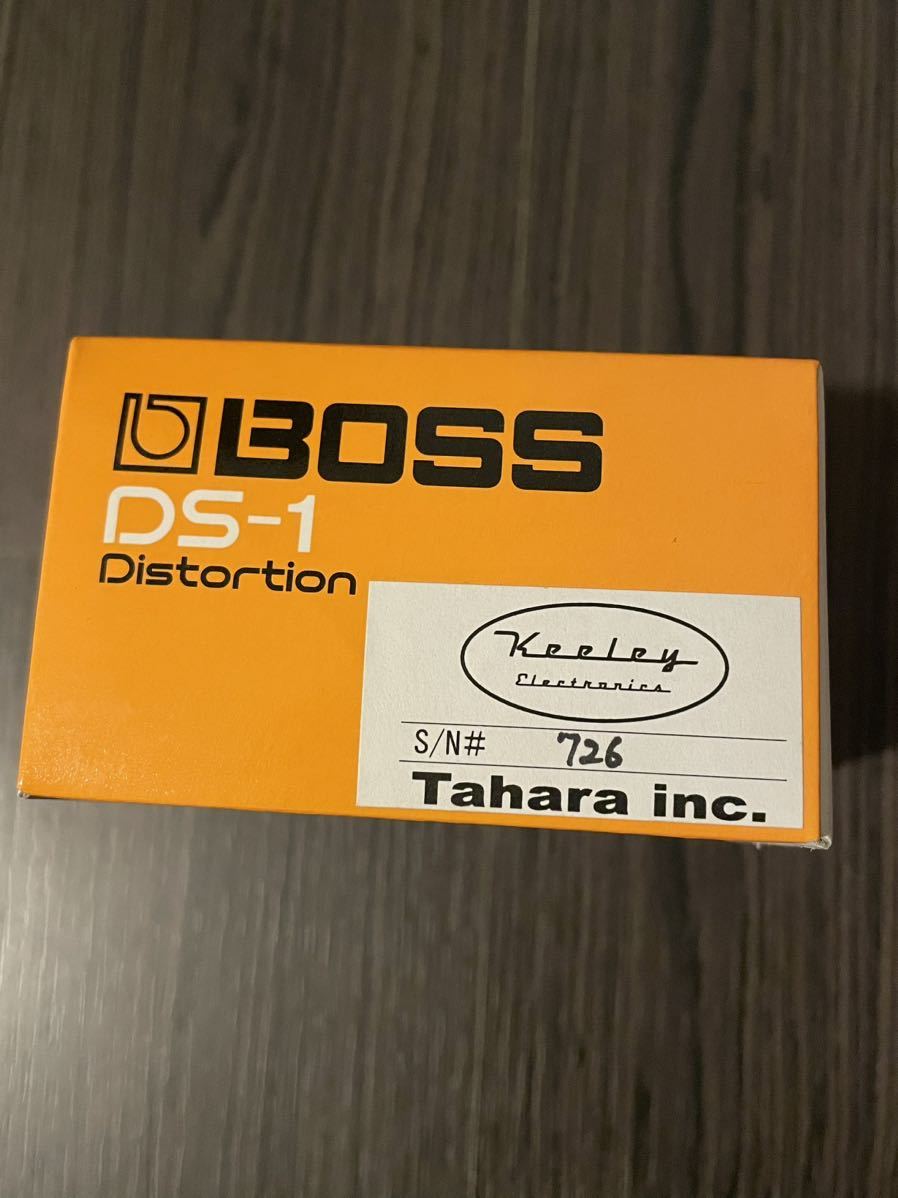 BOSS
DS-1
Distortion
Keeley
Electronics
S/N# 726
Tahara inc.